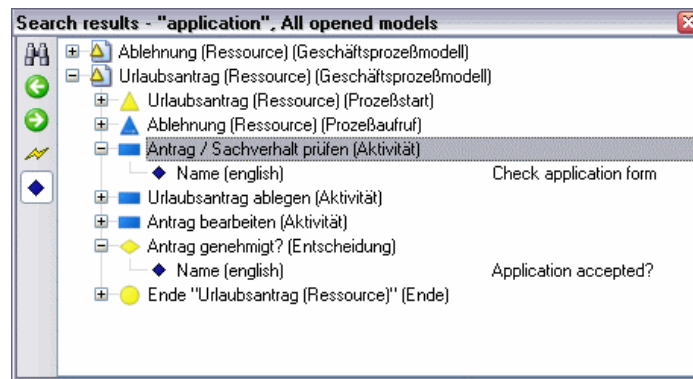 Search results - "application", All opened models
Ablehnung (Ressource) (Geschäftsprozeßmodell)
Urlaubsantrag (Ressource) (Geschäftsprozeßmodell)
Urlaubsantrag (Ressource) (Prozeßstart)
Ablehnung (Ressource) (Prozeßaufruf)
Antrag / Sachverhalt prüfen (Aktivität)
Name (english) Check application form
Urlaubsantrag ablegen (Aktivität)
Antrag bearbeiten (Aktivität)
Antrag genehmigt? (Entscheidung)
Name (english) Application accepted?
Ende "Urlaubsantrag (Ressource)" (Ende)